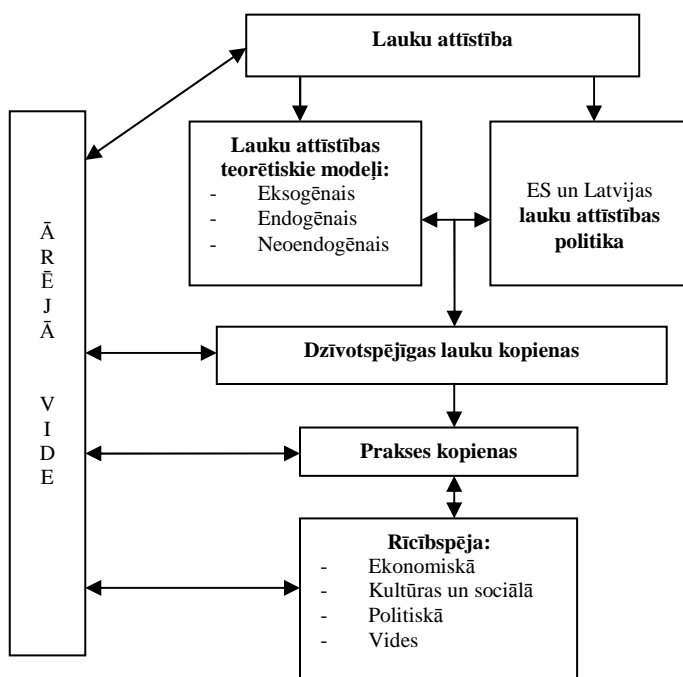 Lauku attīstība
Lauku attīstības
teorētiskie modeļi:
- Eksogēnais
- Endogēnais
- Neoendogēnais
ES un Latvijas
lauku attīstības
politika
Ā
R
Ē
J
Ā
V
I
D
E
Dzīvotspējīgas lauku kopienas
Prakses kopienas
Rīcībspēja:
- Ekonomiskā
- Kultūras un sociālā
- Politiskā
- Vides